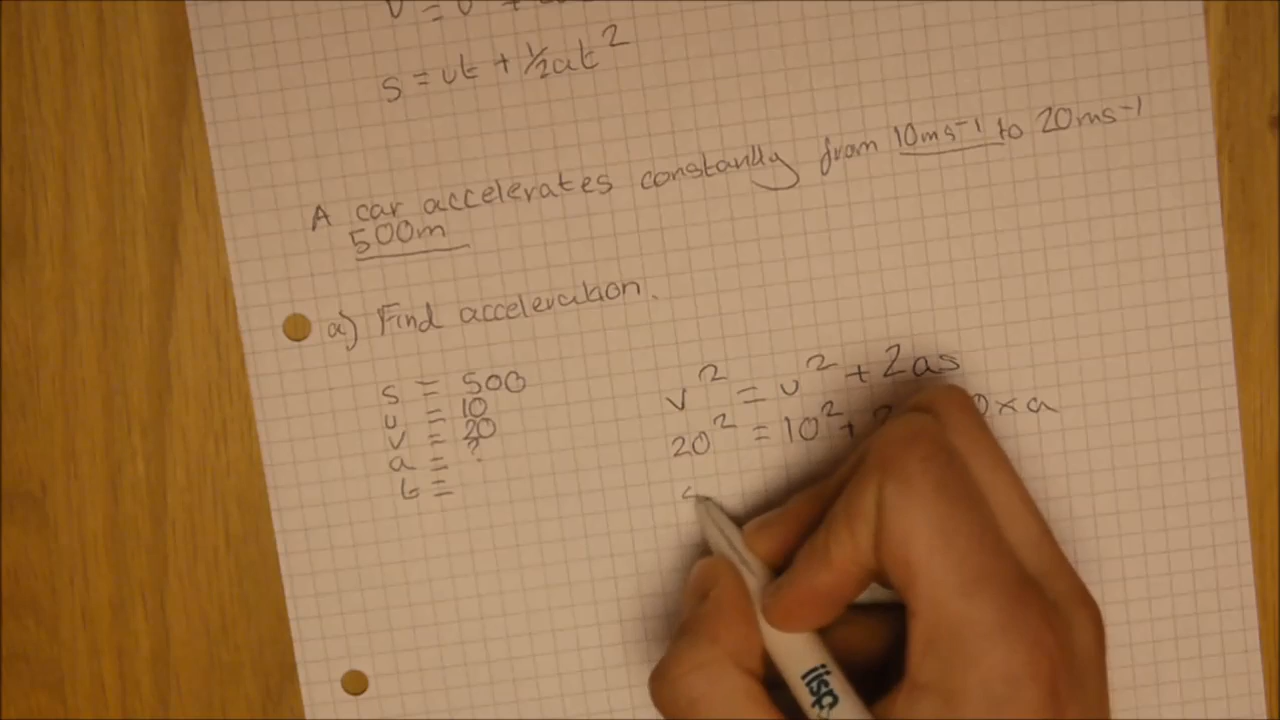 s = ut + ½at²
A car accelerates constantly from 10ms⁻¹ to 20ms⁻¹
500m
a) Find acceleration.
s = 500
u = 10
v = 20
a = ?
t =
v² = u² + 2as
20² = 10² + x a
iisp